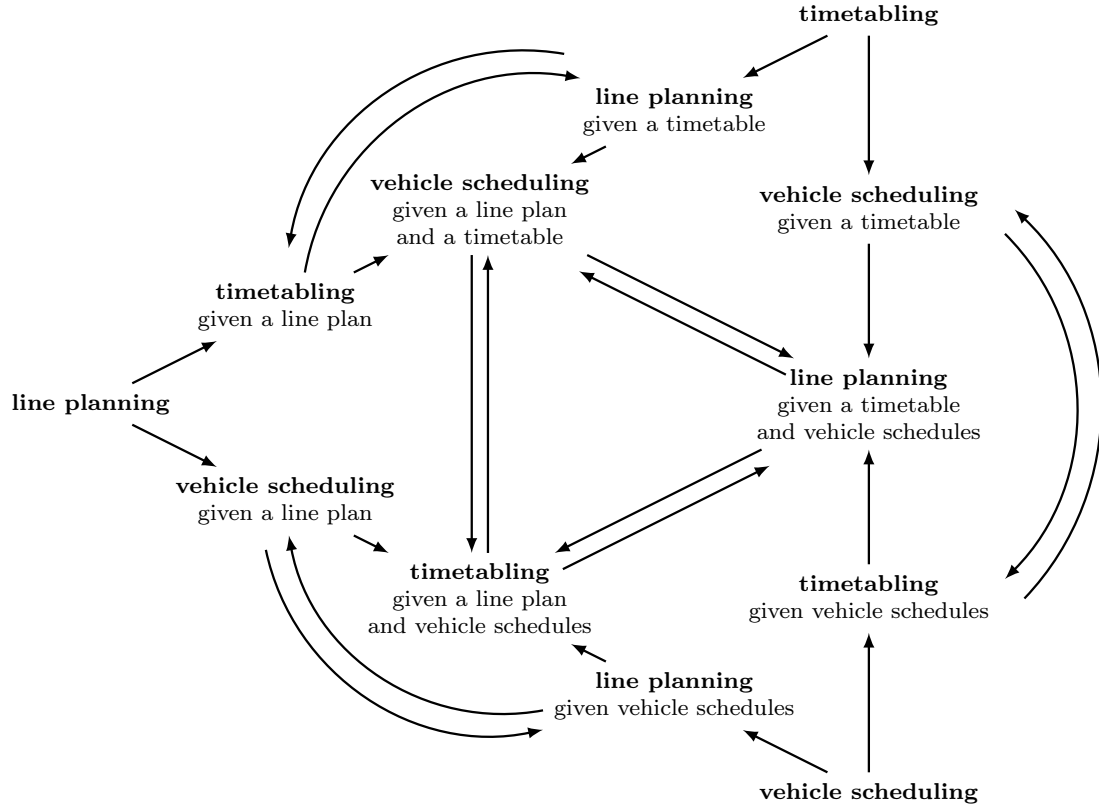 timetabling
line planning
given a timetable
vehicle scheduling
given a line plan
and a timetable
vehicle scheduling
given a timetable
timetabling
given a line plan
line planning
given a timetable
and vehicle schedules
line planning
vehicle scheduling
given a line plan
timetabling
given a line plan
and vehicle schedules
timetabling
given vehicle schedules
line planning
given vehicle schedules
vehicle scheduling